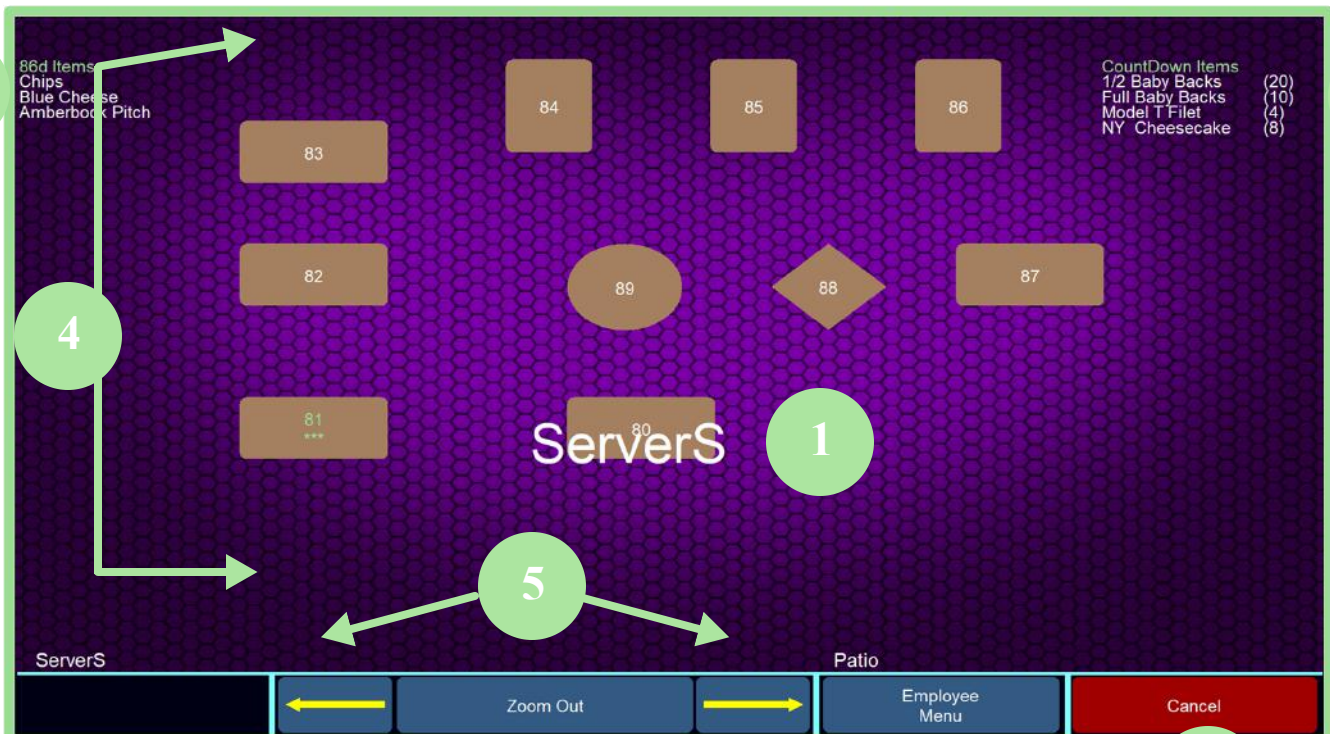 86d Items
Chips
Blue Cheese
Amberbock Pitch
CountDown Items
1/2 Baby Backs (20)
Full Baby Backs (10)
Model T Filet (4)
NY Cheesecake (8)
84
85
86
83
82
89
88
87
4
81
***
80
ServerS
1
5
ServerS
Patio
Zoom Out
Employee
Menu
Cancel